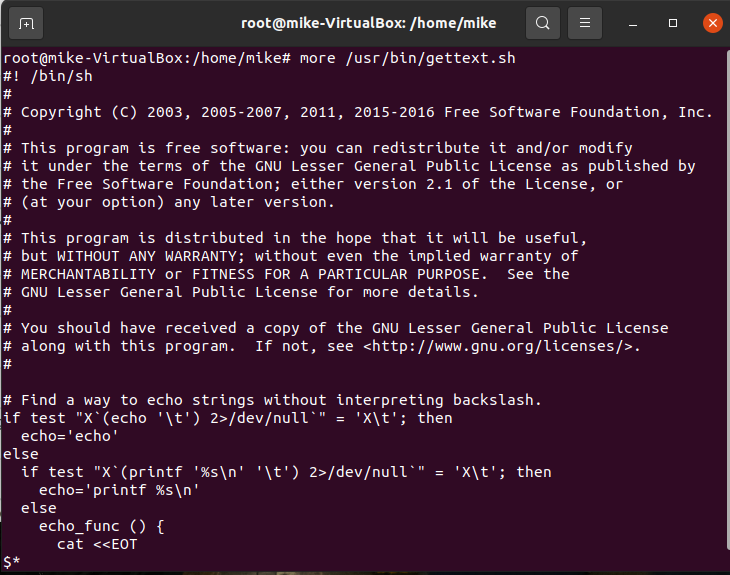 root@mike-VirtualBox: /home/mike
root@mike-VirtualBox:/home/mike# more /usr/bin/gettext.sh
#! /bin/sh
#
# Copyright (C) 2003, 2005-2007, 2011, 2015-2016 Free Software Foundation, Inc.
#
# This program is free software: you can redistribute it and/or modify
# it under the terms of the GNU Lesser General Public License as published by
# the Free Software Foundation; either version 2.1 of the License, or
# (at your option) any later version.
#
# This program is distributed in the hope that it will be useful,
# but WITHOUT ANY WARRANTY; without even the implied warranty of
# MERCHANTABILITY or FITNESS FOR A PARTICULAR PURPOSE.  See the
# GNU Lesser General Public License for more details.
#
# You should have received a copy of the GNU Lesser General Public License
# along with this program.  If not, see <http://www.gnu.org/licenses/>.
#

# Find a way to echo strings without interpreting backslash.
if test "X`(echo '\t') 2>/dev/null`" = 'X\t'; then
  echo='echo'
else
  if test "X`(printf '%s\n' '\t') 2>/dev/null`" = 'X\t'; then
    echo='printf %s\n'
  else
    echo_func () {
      cat <<EOT
$*